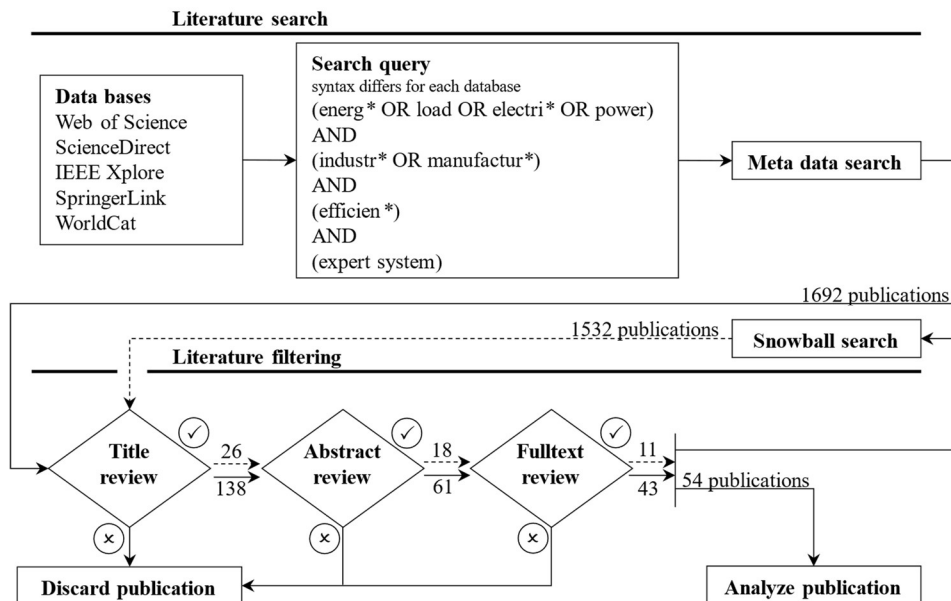 Literature search
Data bases
Web of Science
ScienceDirect
IEEE Xplore
SpringerLink
WorldCat
Search query
syntax differs for each database
(energ* OR load OR electri* OR power)
AND
(industr* OR manufactur*)
AND
(efficien*)
AND
(expert system)
Meta data search
1692 publications
1532 publications
Snowball search
Literature filtering
Title
review
26
138
Abstract
review
18
61
Fulltext
review
11
43
54 publications
Discard publication
Analyze publication